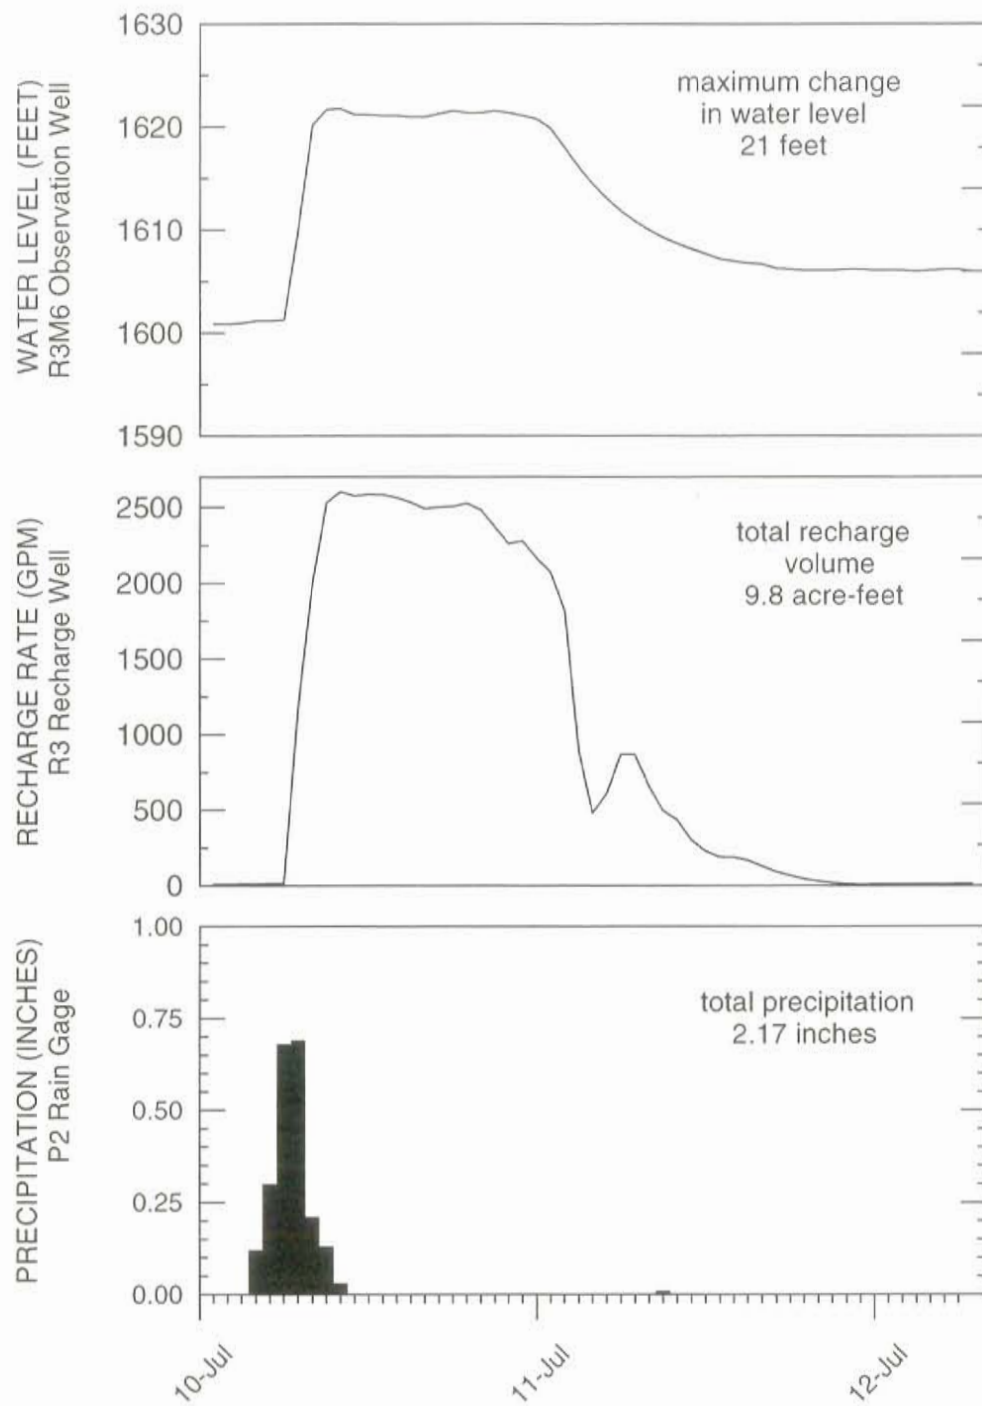 WATER LEVEL (FEET)
R3M6 Observation Well
1630
1620
1610
1600
1590
maximum change
in water level
21 feet
RECHARGE RATE (GPM)
R3 Recharge Well
2500
2000
1500
1000
500
0
total recharge
volume
9.8 acre-feet
PRECIPITATION (INCHES)
P2 Rain Gage
1.00
0.75
0.50
0.25
0.00
total precipitation
2.17 inches
10-Jul
11-Jul
12-Jul